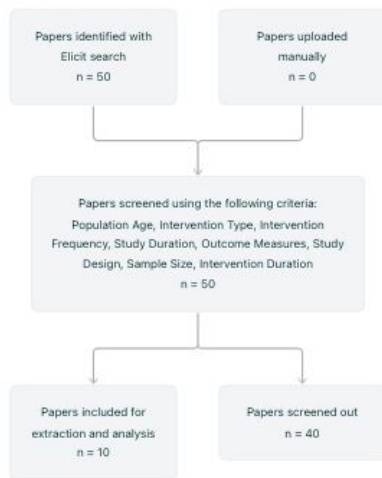 Papers identified with
Elicit search
n = 50
Papers uploaded
manually
n = 0
Papers screened using the following criteria:
Population Age, Intervention Type, Intervention
Frequency, Study Duration, Outcome Measures, Study
Design, Sample Size, Intervention Duration
n = 50
Papers included for
extraction and analysis
n = 10
Papers screened out
n = 40